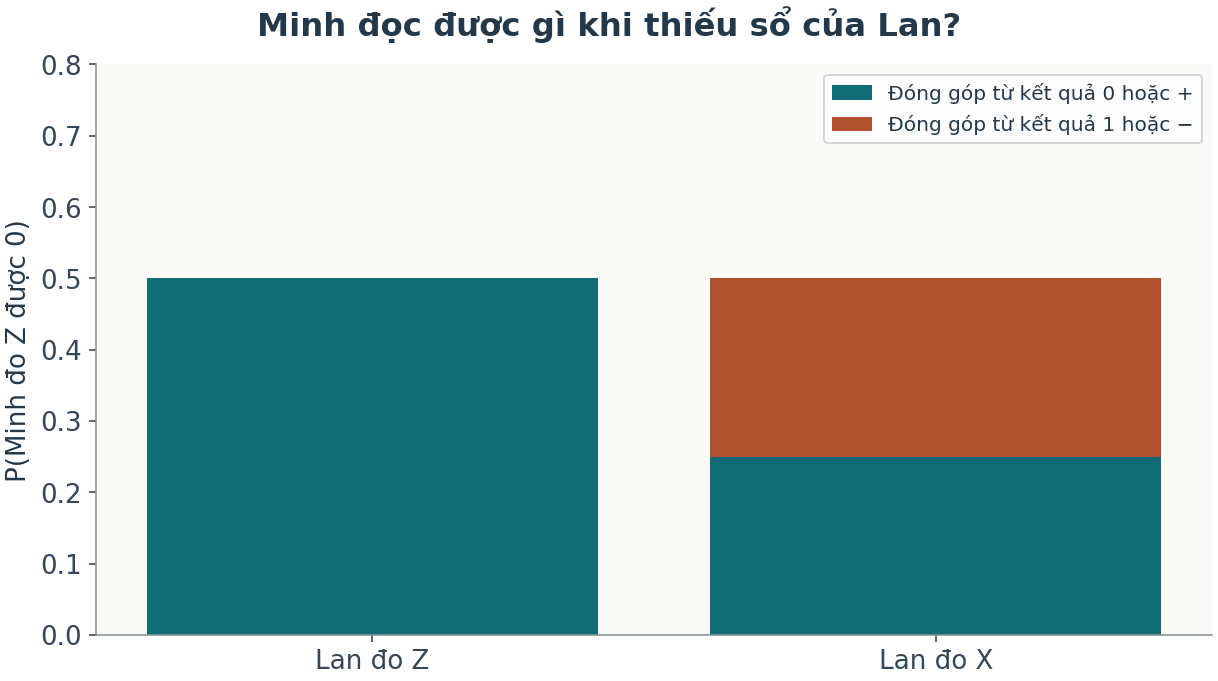 Minh đọc được gì khi thiếu sổ của Lan?
Đóng góp từ kết quả 0 hoặc +
Đóng góp từ kết quả 1 hoặc −
P(Minh đo Z được 0)
0.8
0.7
0.6
0.5
0.4
0.3
0.2
0.1
0.0
Lan đo Z
Lan đo X